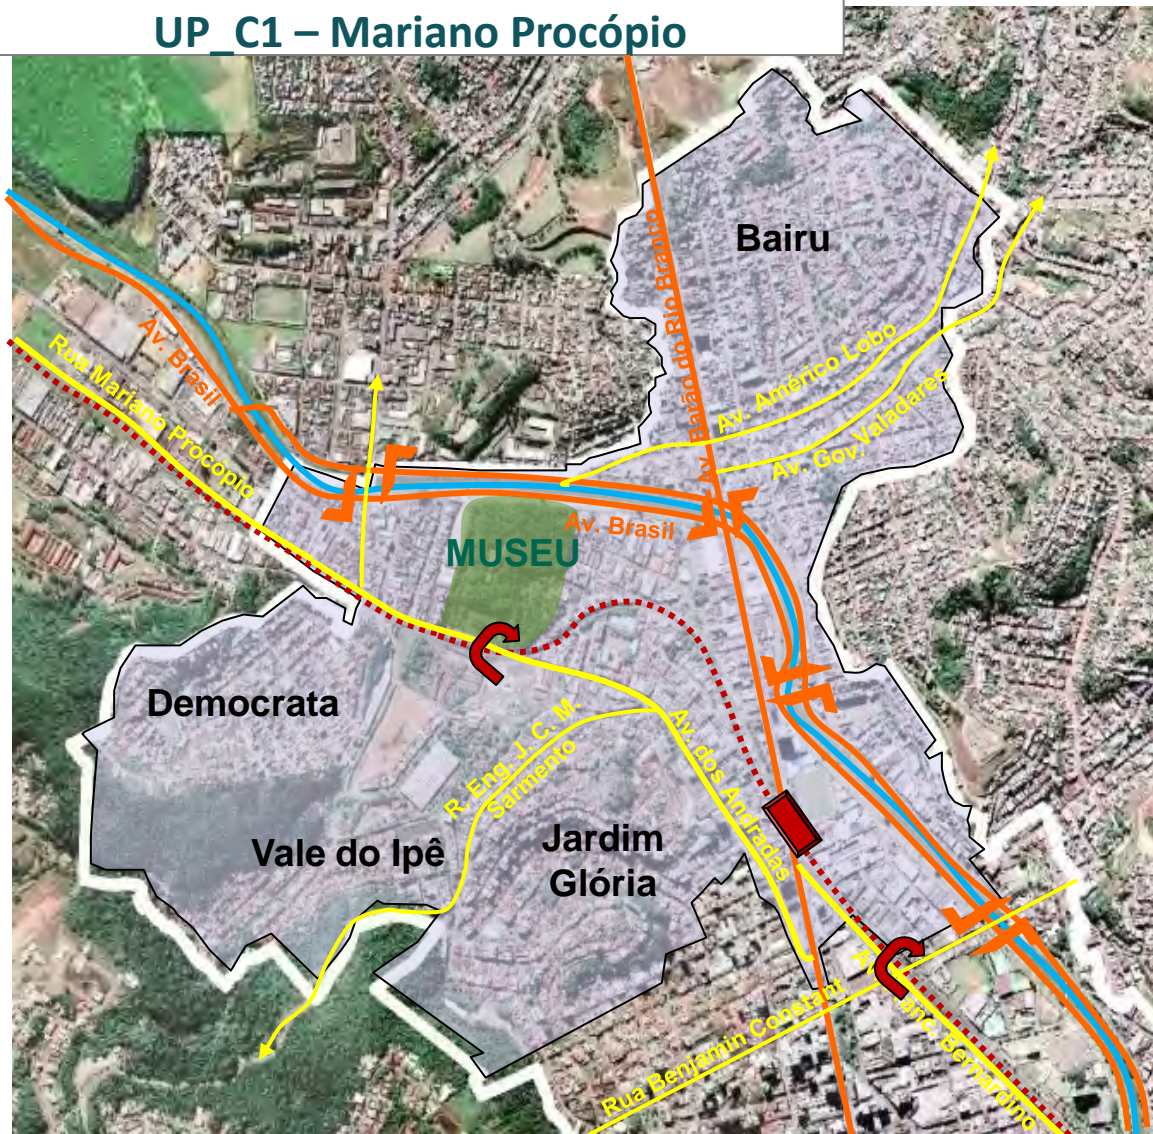 UP_C1 – Mariano Procópio
Bairu
Av. Barão do Rio Branco
Av. Brasil
Rua Mariano Procópio
Av. Américo Lobo
Av. Gov. Valadares
Av. Brasil
MUSEU
Democrata
R. Eng. J. C. M.
Sarmento
Av. dos Andradas
Vale do Ipê
Jardim
Glória
Rua Benjamin Constant
Bernardino